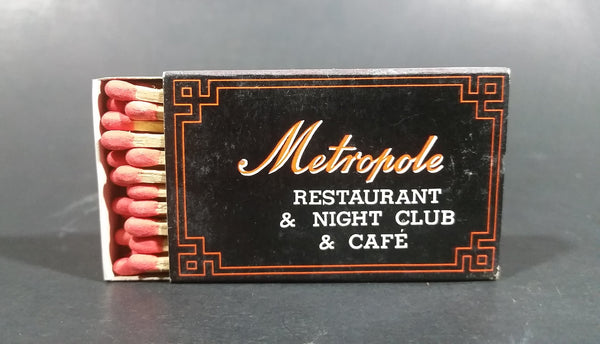 Metropole
RESTAURANT
& NIGHT CLUB
& CAFÉ